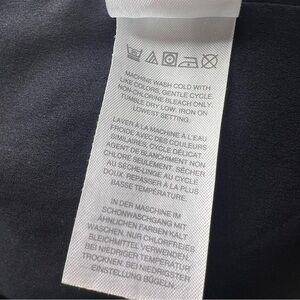 MACHINE WASH COLD WITH
LIKE COLORS, GENTLE CYCLE.
NON-CHLORINE BLEACH ONLY.
TUMBLE DRY LOW. IRON ON
LOWEST SETTING.
LAVER À LA MACHINE À L'EAU
FROIDE AVEC DES COULEURS
SIMILAIRES, CYCLE DÉLICAT.
AGENT DE BLANCHIMENT NON
CHLORÉ SEULEMENT. SÉCHER
AU SÈCHE-LINGE AU CYCLE
DOUX. REPASSER À LA PLUS
BASSE TEMPÉRATURE.
IN DER MASCHINE IM
SCHONWASCHGANG MIT
ÄHNLICHEN FARBEN KALT
WASCHEN. NUR CHLORFREIES
BLEICHMITTEL VERWENDEN.
BEI NIEDRIGER TEMPERATUR
TROCKNEN. BEI NIEDRIGSTER
EINSTELLUNG BÜGELN.